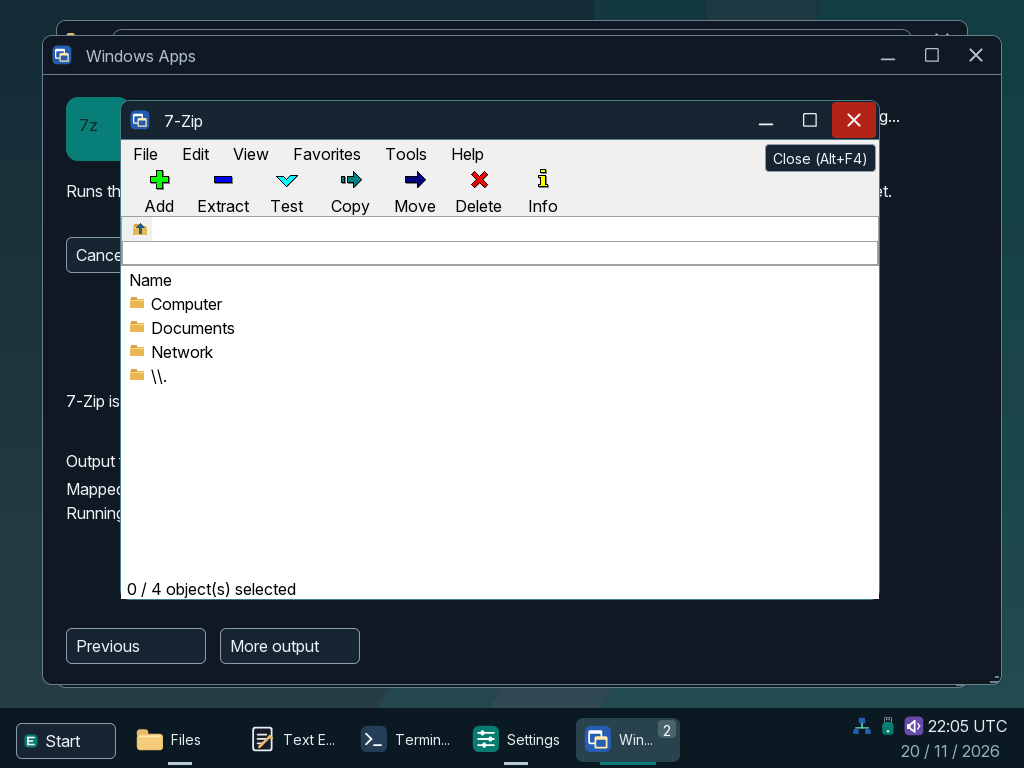 Windows Apps
7z
g...
7-Zip
Close (Alt+F4)
File Edit View Favorites Tools Help
Add Extract Test Copy Move Delete Info
Runs th
et.
Cance
Name
Computer
Documents
Network
\\.
7-Zip is
Output
Mapped
Running
0 / 4 object(s) selected
Previous More output
Start Files Text E... Termin... Settings Win... 2 22:05 UTC
20 / 11 / 2026